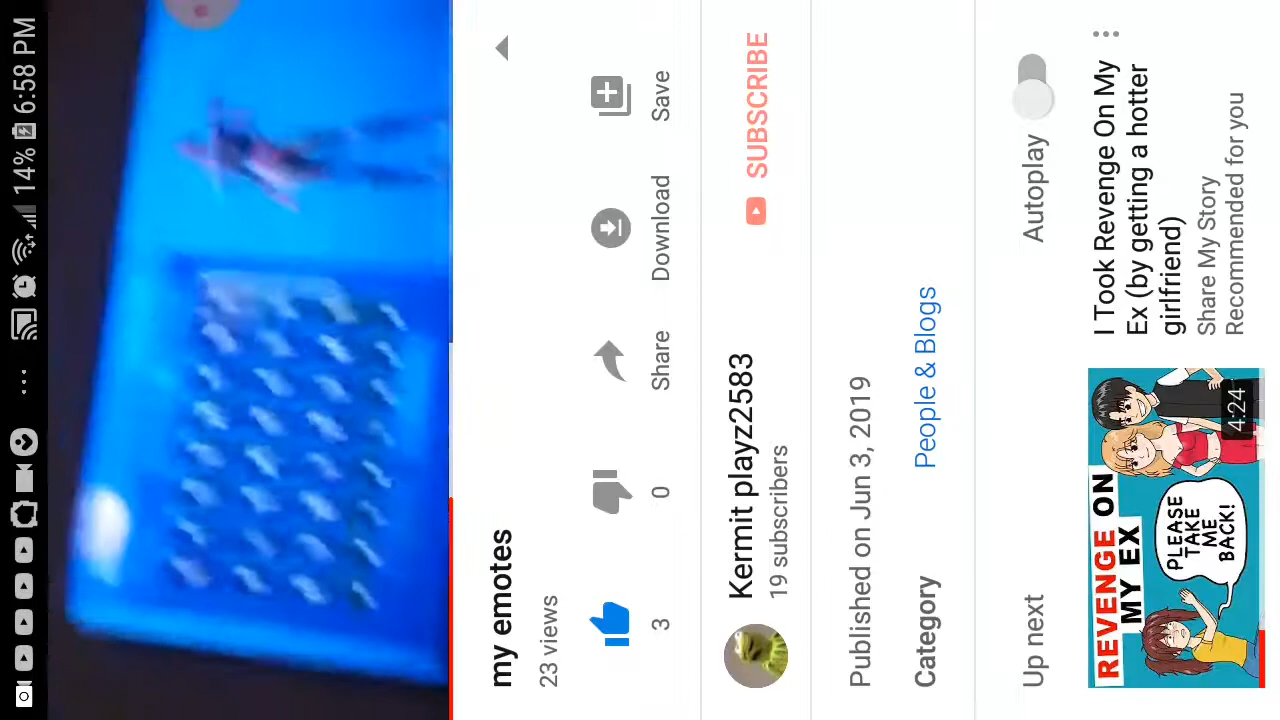 14% 6:58 PM
my emotes
23 views
3
0
Share
Download
Save
Kermit playz2583
19 subscribers
SUBSCRIBE
Published on Jun 3, 2019
Category
People & Blogs
Up next
Autoplay
REVENGE ON
MY EX
PLEASE
TAKE
ME
BACK!
4:24
I Took Revenge On My
Ex (by getting a hotter
girlfriend)
Share My Story
Recommended for you